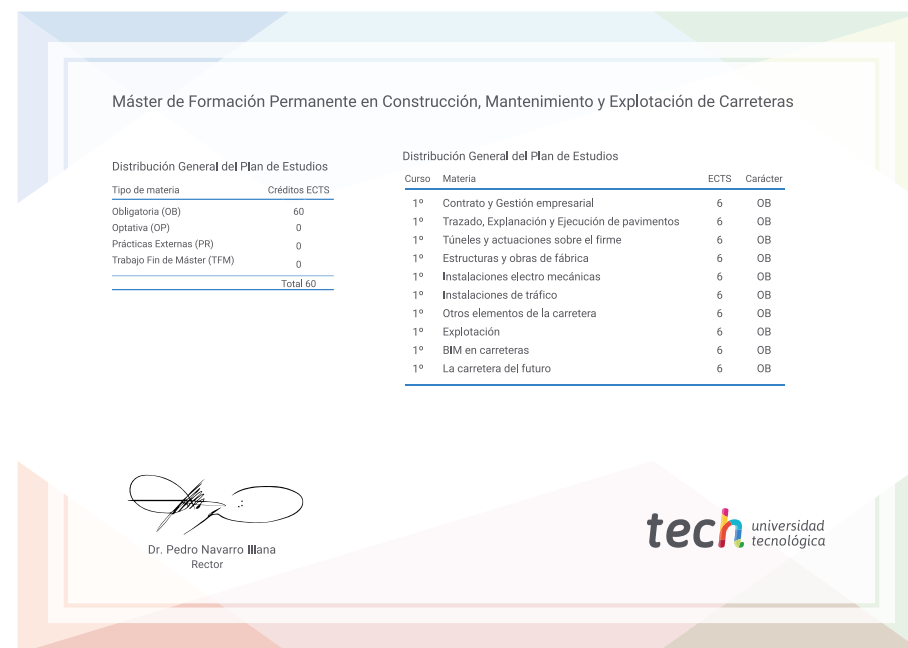 Máster de Formación Permanente en Construcción, Mantenimiento y Explotación de Carreteras
Distribución General del Plan de Estudios
Tipo de materia Créditos ECTS
Obligatoria (OB) 60
Optativa (OP) 0
Prácticas Externas (PR) 0
Trabajo Fin de Máster (TFM) 0
Total 60
Distribución General del Plan de Estudios
Curso Materia ECTS Carácter
1º Contrato y Gestión empresarial 6 OB
1º Trazado, Explanación y Ejecución de pavimentos 6 OB
1º Túneles y actuaciones sobre el firme 6 OB
1º Estructuras y obras de fábrica 6 OB
1º Instalaciones electro mecánicas 6 OB
1º Instalaciones de tráfico 6 OB
1º Otros elementos de la carretera 6 OB
1º Explotación 6 OB
1º BIM en carreteras 6 OB
1º La carretera del futuro 6 OB
Dr. Pedro Navarro Illana
Rector
tech universidad
tecnológica